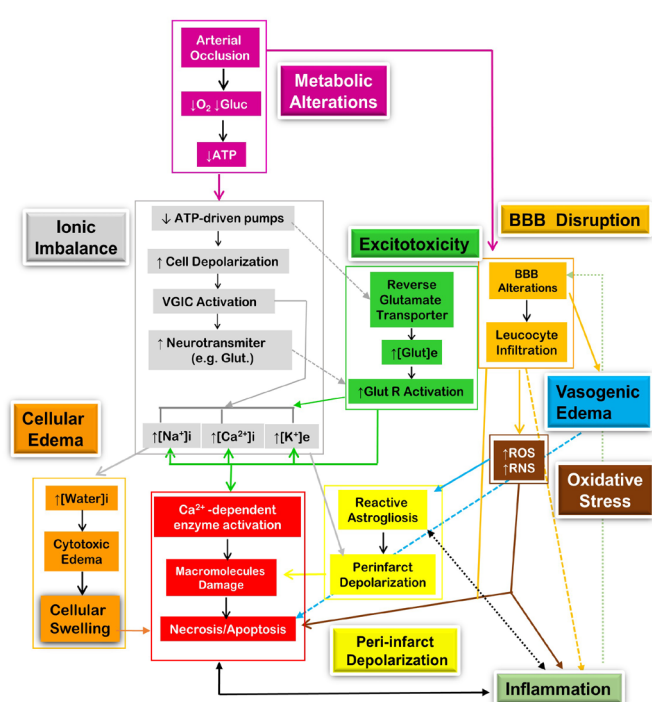 Arterial
Occlusion
↓O₂ ↓Gluc
↓ATP
Metabolic
Alterations
Ionic
Imbalance
↓ ATP-driven pumps
↑ Cell Depolarization
VGIC Activation
↑ Neurotransmiter
(e.g. Glut.)
↑[Na⁺]i
↑[Ca²⁺]i
↑[K⁺]e
Excitotoxicity
Reverse
Glutamate
Transporter
↑[Glut]e
↑Glut R Activation
BBB Disruption
BBB
Alterations
Leucocyte
Infiltration
Vasogenic
Edema
↑ROS
↑RNS
Oxidative
Stress
Cellular
Edema
↑[Water]i
Cytotoxic
Edema
Cellular
Swelling
Ca²⁺ -dependent
enzyme activation
Macromolecules
Damage
Necrosis/Apoptosis
Reactive
Astrogliosis
Perinfarct
Depolarization
Peri-infarct
Depolarization
Inflammation